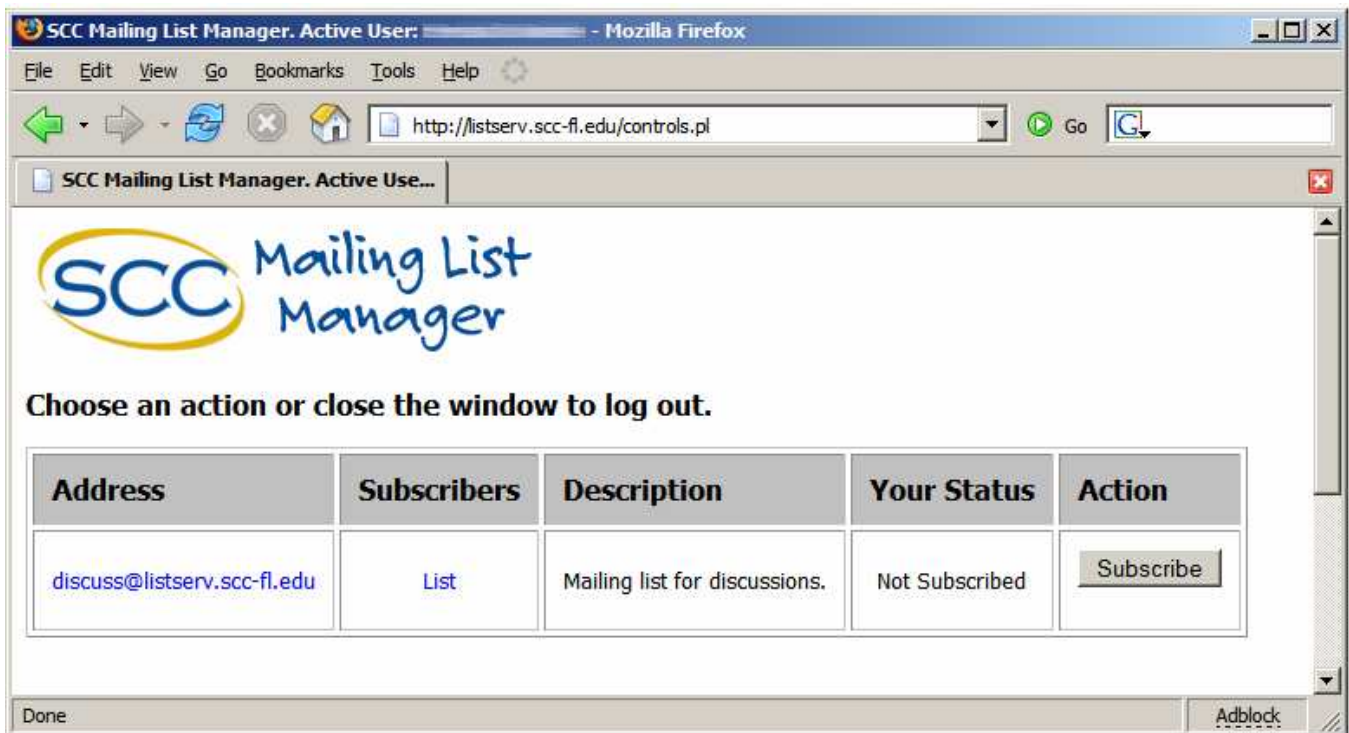 SCC Mailing List Manager. Active User: - Mozilla Firefox
File Edit View Go Bookmarks Tools Help
http://listserv.scc-fl.edu/controls.pl Go G
SCC Mailing List Manager. Active Use...
SCC Mailing List
Manager
Choose an action or close the window to log out.
Address Subscribers Description Your Status Action
discuss@listserv.scc-fl.edu List Mailing list for discussions. Not Subscribed Subscribe
Done Adblock